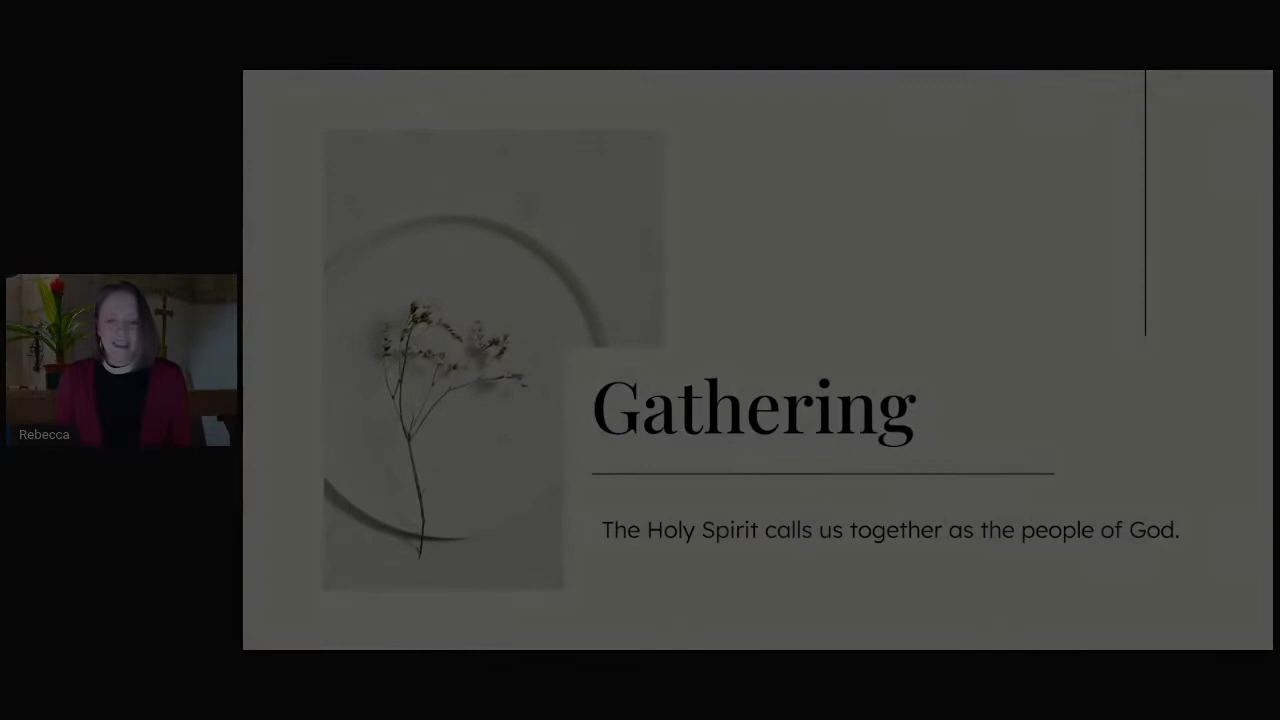 Rebecca
Gathering
The Holy Spirit calls us together as the people of God.